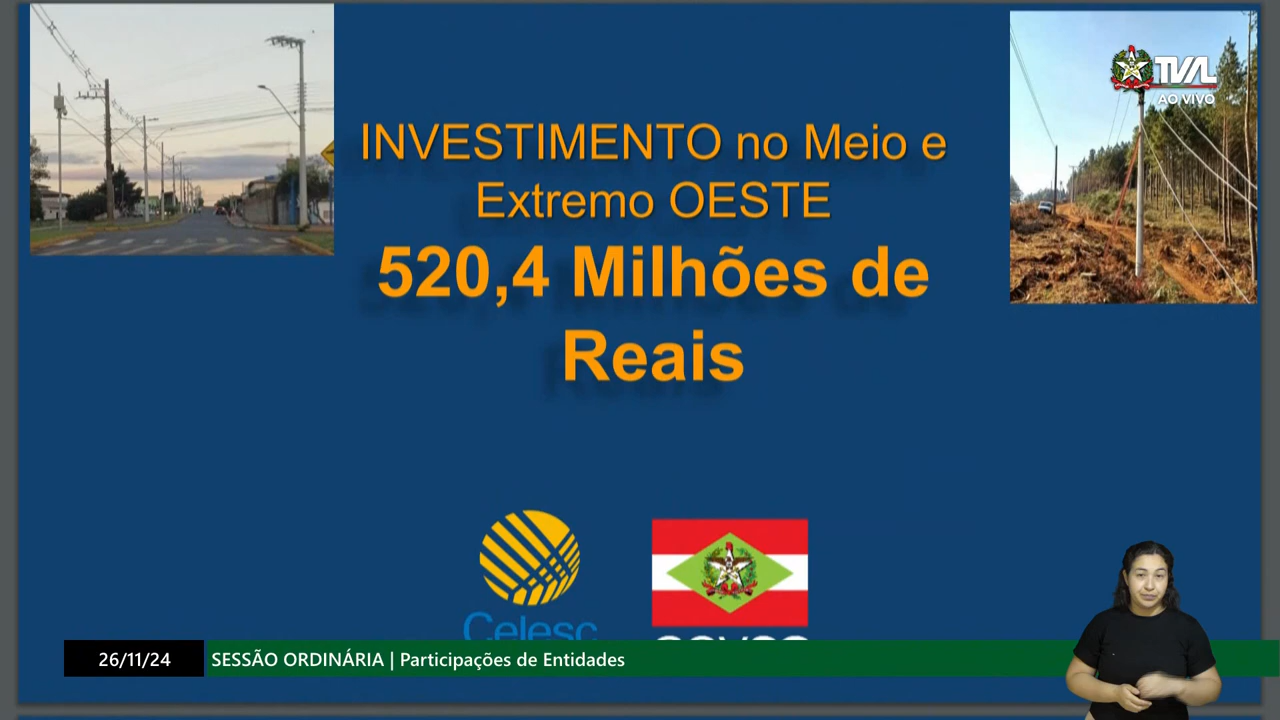 TVAL
AO VIVO
INVESTIMENTO no Meio e
Extremo OESTE
520,4 Milhões de
Reais
Celesc
26/11/24
SESSÃO ORDINÁRIA | Participações de Entidades